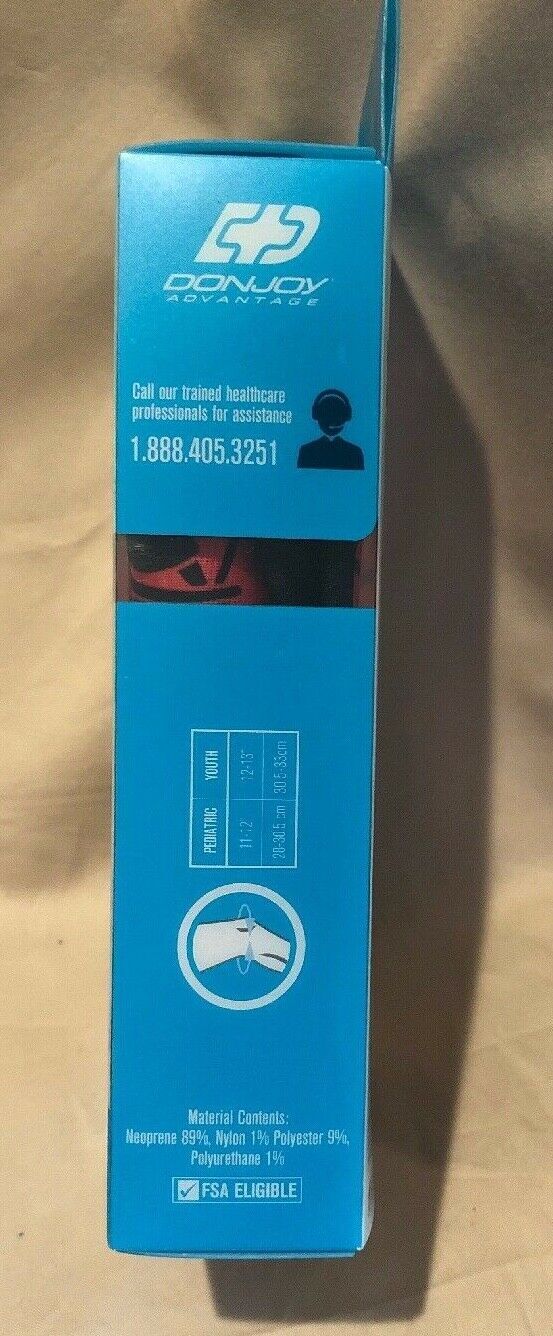 DONJOY
ADVANTAGE
Call our trained healthcare
professionals for assistance
1.888.405.3251
PEDIATRIC YOUTH
11-12" 12-13"
28-30.5 cm 30.5-33cm
Material Contents:
Neoprene 89%, Nylon 1% Polyester 9%,
Polyurethane 1%
FSA ELIGIBLE